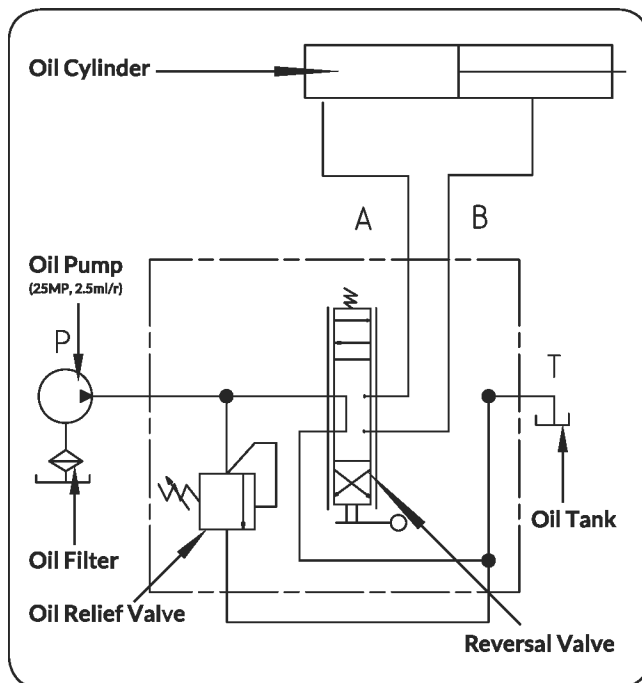 Oil Cylinder
A
B
Oil Pump
(25MP, 2.5ml/r)
P
T
Oil Tank
Oil Filter
Oil Relief Valve
Reversal Valve